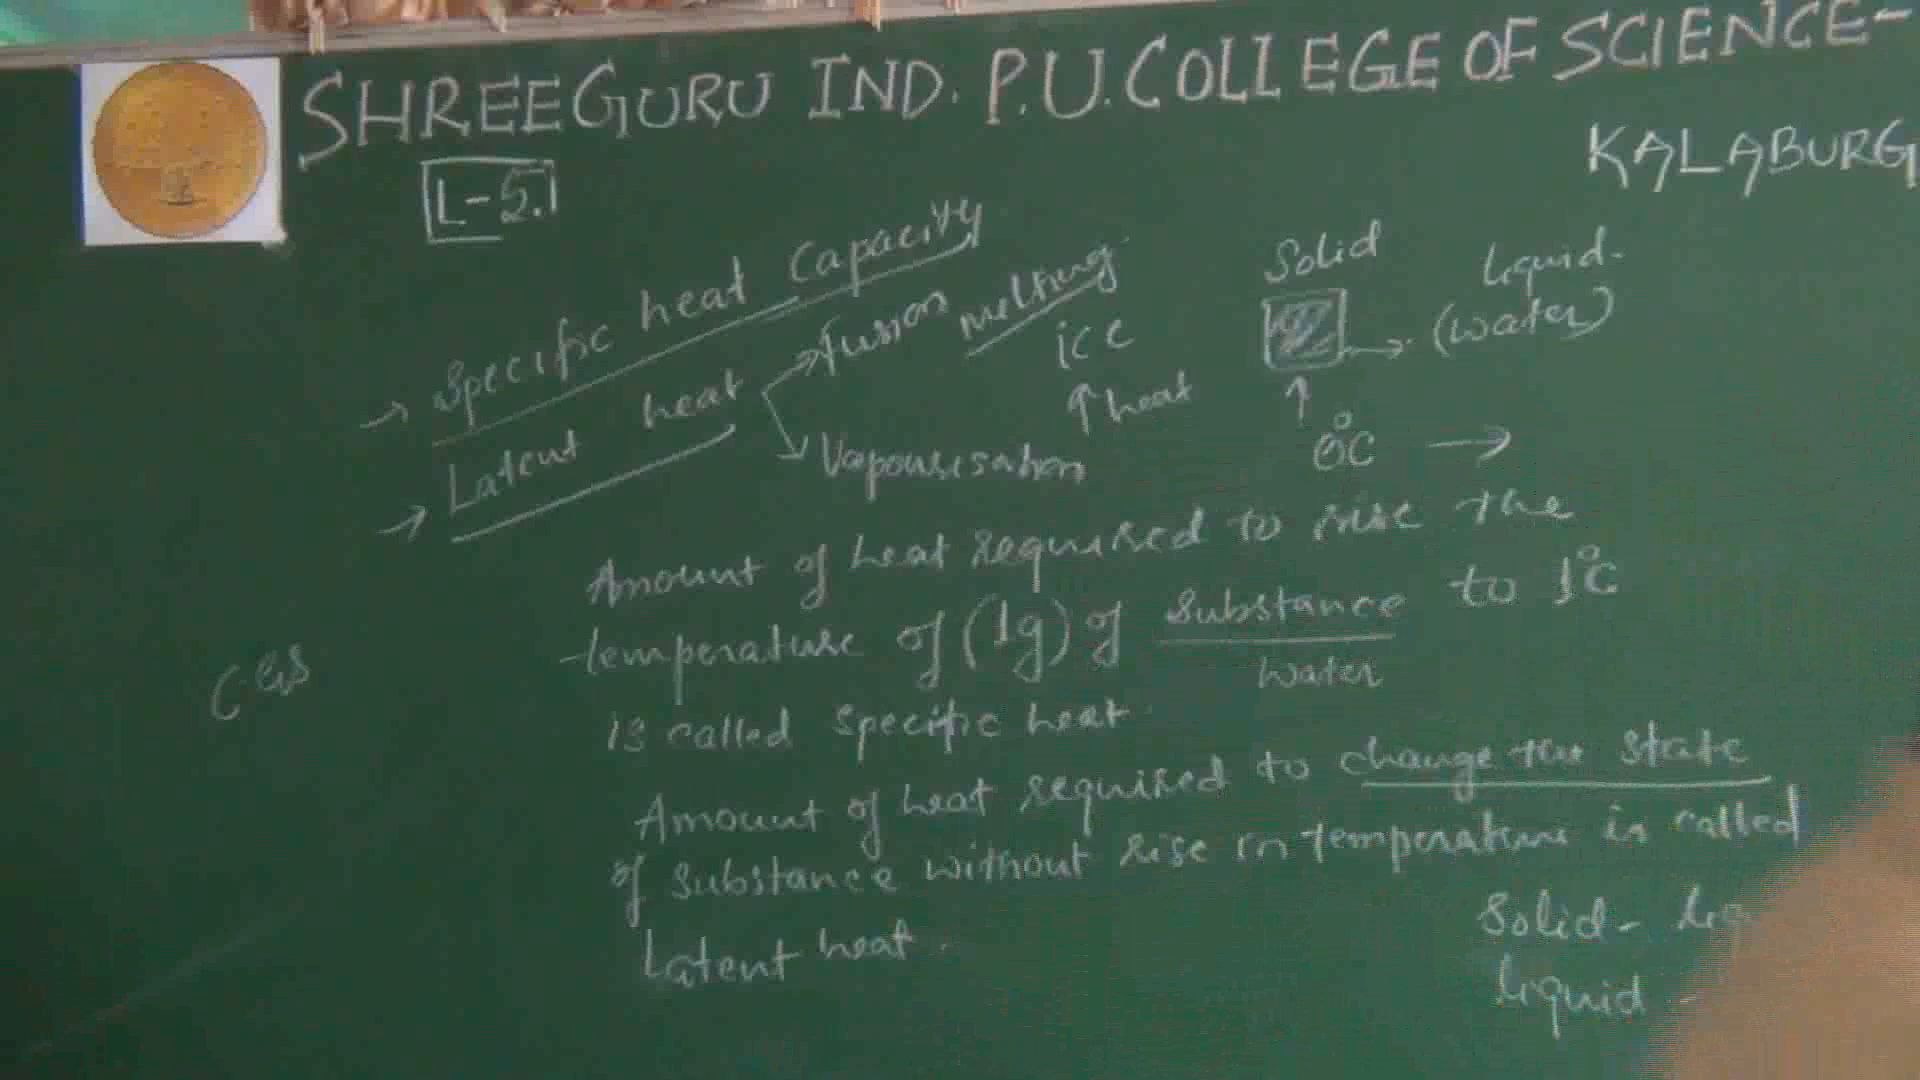 SHREEGURU IND. P.U. COLLEGE OF SCIENCE-
KALABURG
L-5.1
→ Specific heat Capacity
→ Latent heat
fusion melting
Vapourisation
ice
↑ heat
Solid
liquid.
(water)
0°C →
Amount of heat required to rise the
temperature of (1g) of substance to 1°C
water
is called specific heat.
CGS
Amount of heat required to change the state
of substance without rise in temperature is called
Latent heat.
Solid-
liquid -